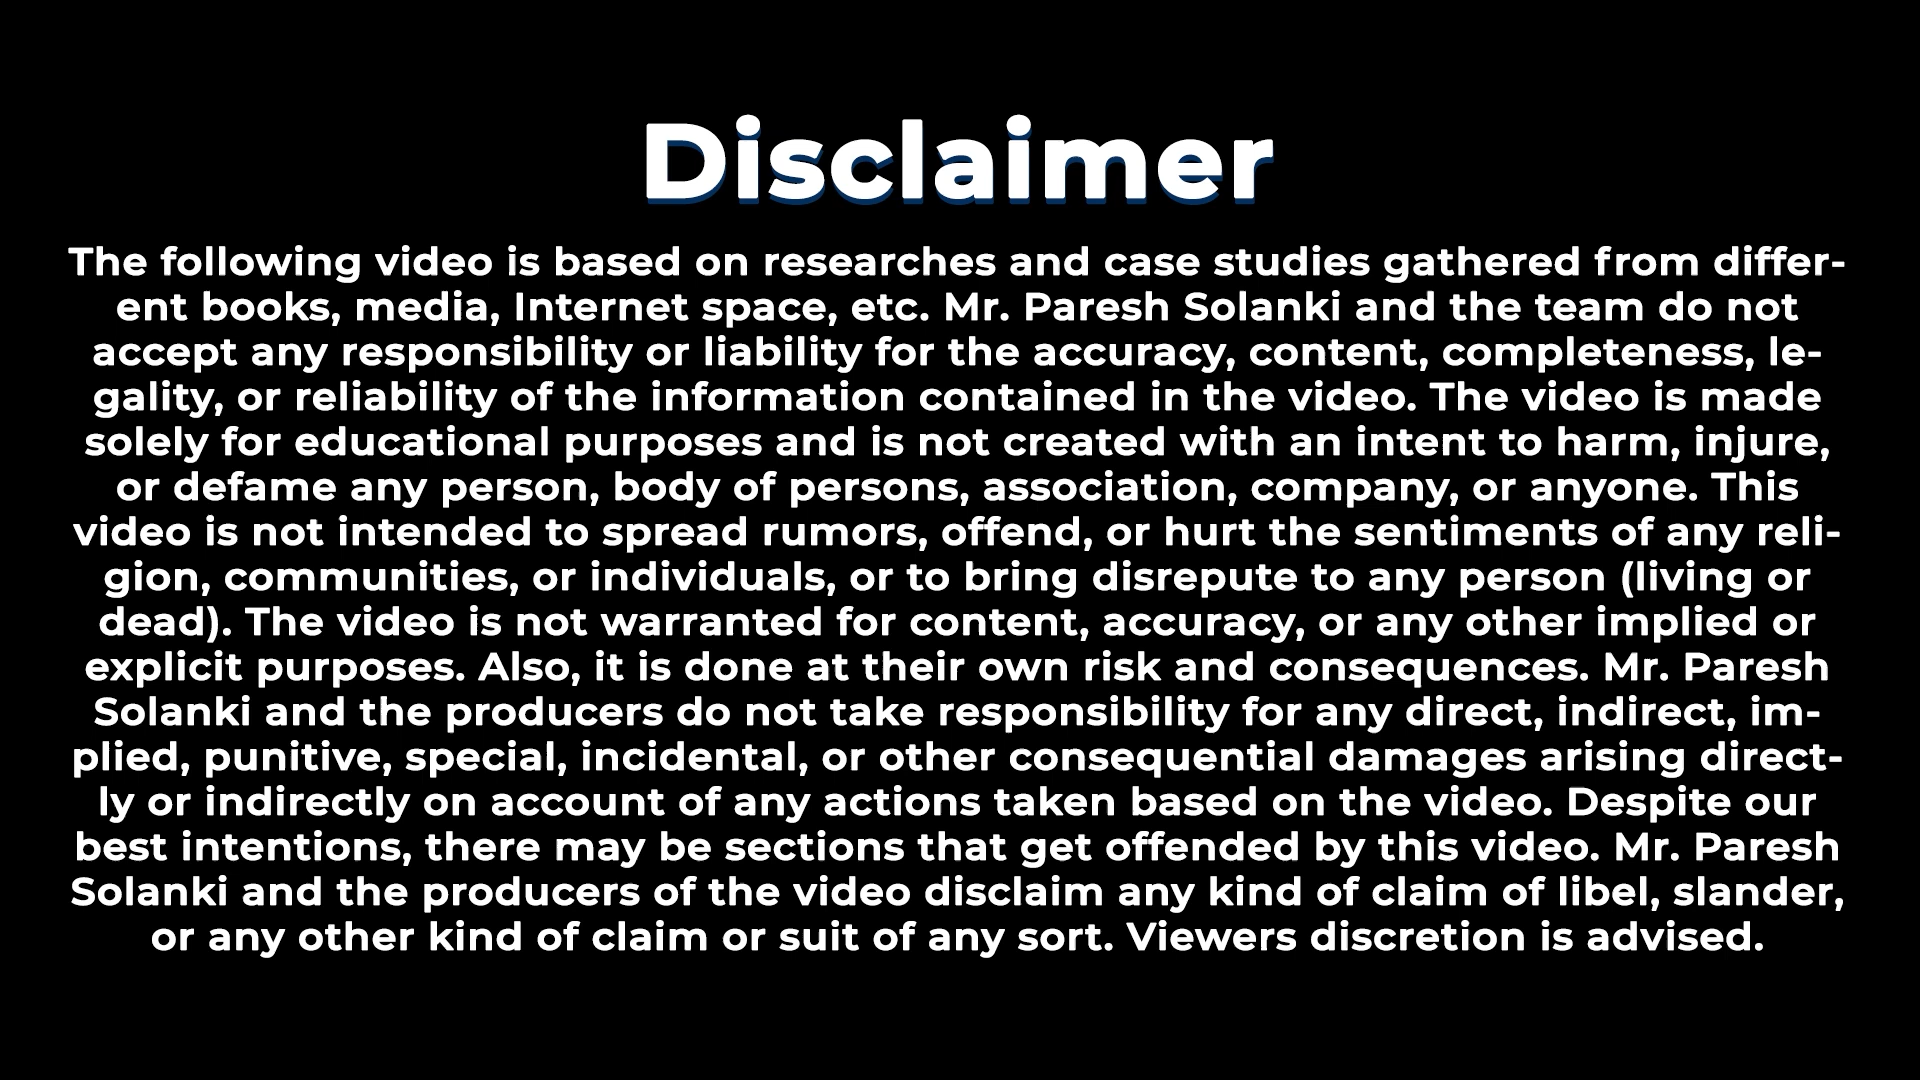 Disclaimer
The following video is based on researches and case studies gathered from differ-
ent books, media, Internet space, etc. Mr. Paresh Solanki and the team do not
accept any responsibility or liability for the accuracy, content, completeness, le-
gality, or reliability of the information contained in the video. The video is made
solely for educational purposes and is not created with an intent to harm, injure,
or defame any person, body of persons, association, company, or anyone. This
video is not intended to spread rumors, offend, or hurt the sentiments of any reli-
gion, communities, or individuals, or to bring disrepute to any person (living or
dead). The video is not warranted for content, accuracy, or any other implied or
explicit purposes. Also, it is done at their own risk and consequences. Mr. Paresh
Solanki and the producers do not take responsibility for any direct, indirect, im-
plied, punitive, special, incidental, or other consequential damages arising direct-
ly or indirectly on account of any actions taken based on the video. Despite our
best intentions, there may be sections that get offended by this video. Mr. Paresh
Solanki and the producers of the video disclaim any kind of claim of libel, slander,
or any other kind of claim or suit of any sort. Viewers discretion is advised.